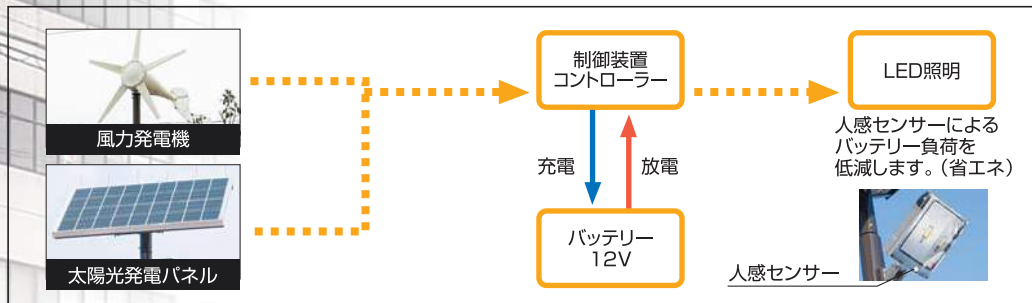 風力発電機
太陽光発電パネル
制御装置
コントローラー
充電
放電
バッテリー
12V
LED照明
人感センサーによる
バッテリー負荷を
低減します。（省エネ）
人感センサー